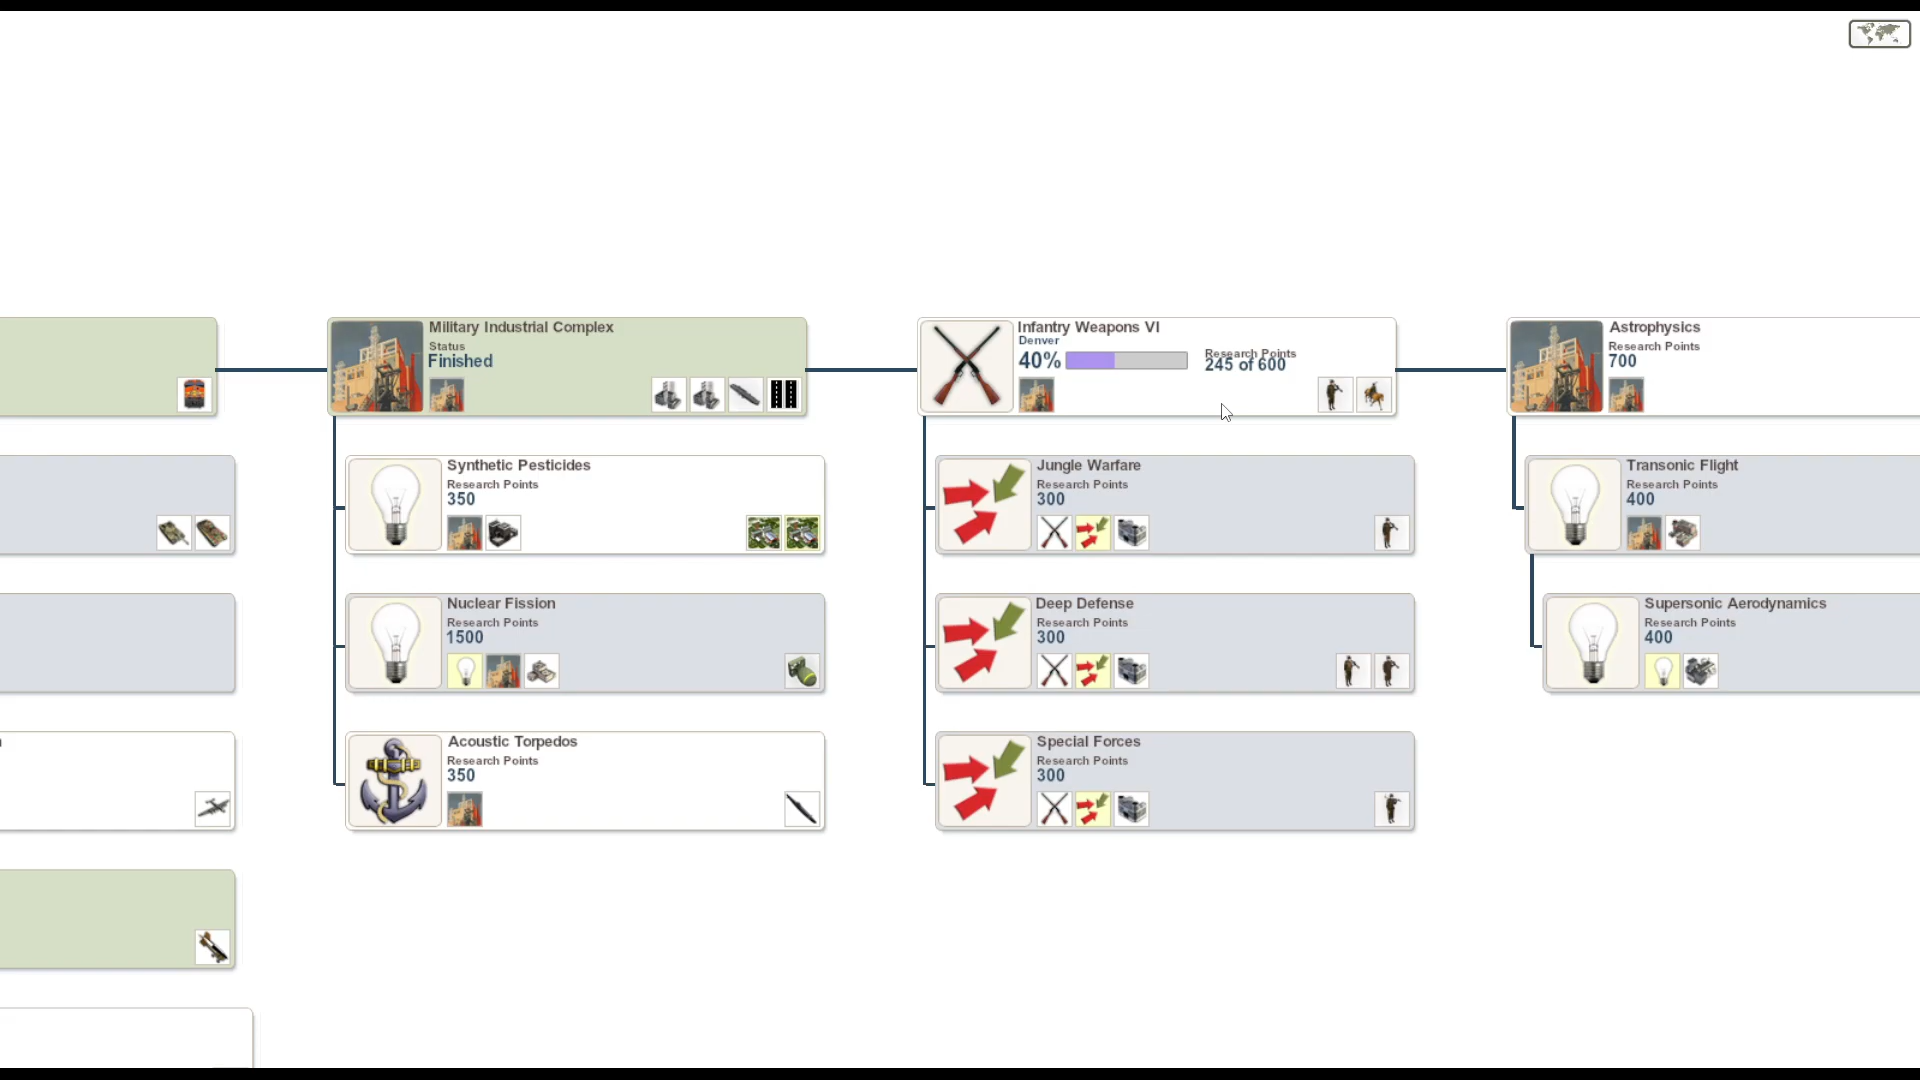 Military Industrial Complex
Status
Finished
Infantry Weapons VI
Denver
40%
Research Points
245 of 600
Astrophysics
Research Points
700
Synthetic Pesticides
Research Points
350
Jungle Warfare
Research Points
300
Transonic Flight
Research Points
400
Nuclear Fission
Research Points
1500
Deep Defense
Research Points
300
Supersonic Aerodynamics
Research Points
400
Acoustic Torpedos
Research Points
350
Special Forces
Research Points
300